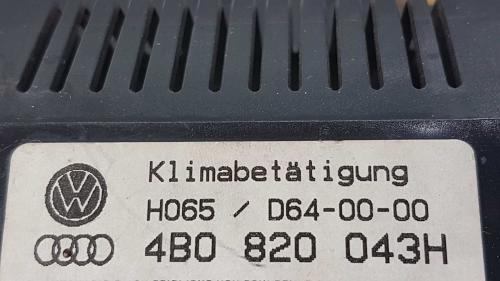 Klimabetätigung
H065 / D64-00-00
4B0 820 043H